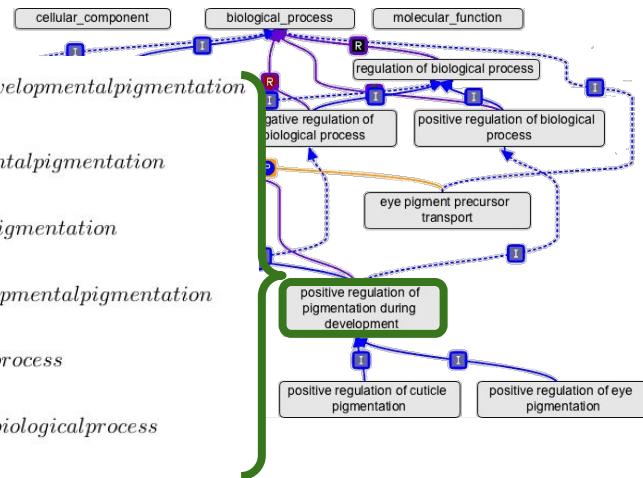 cellular_component
biological_process
molecular_function
I
I
R
regulation of biological process
R
I
I
I
I
velopmentalpigmentation
gative regulation of
biological process
positive regulation of biological
process
ntalpigmentation
P
eye pigment precursor
transport
igmentation
I
I
pmentalpigmentation
positive regulation of
pigmentation during
development
rocess
I
I
positive regulation of cuticle
pigmentation
positive regulation of eye
pigmentation
biologicalprocess